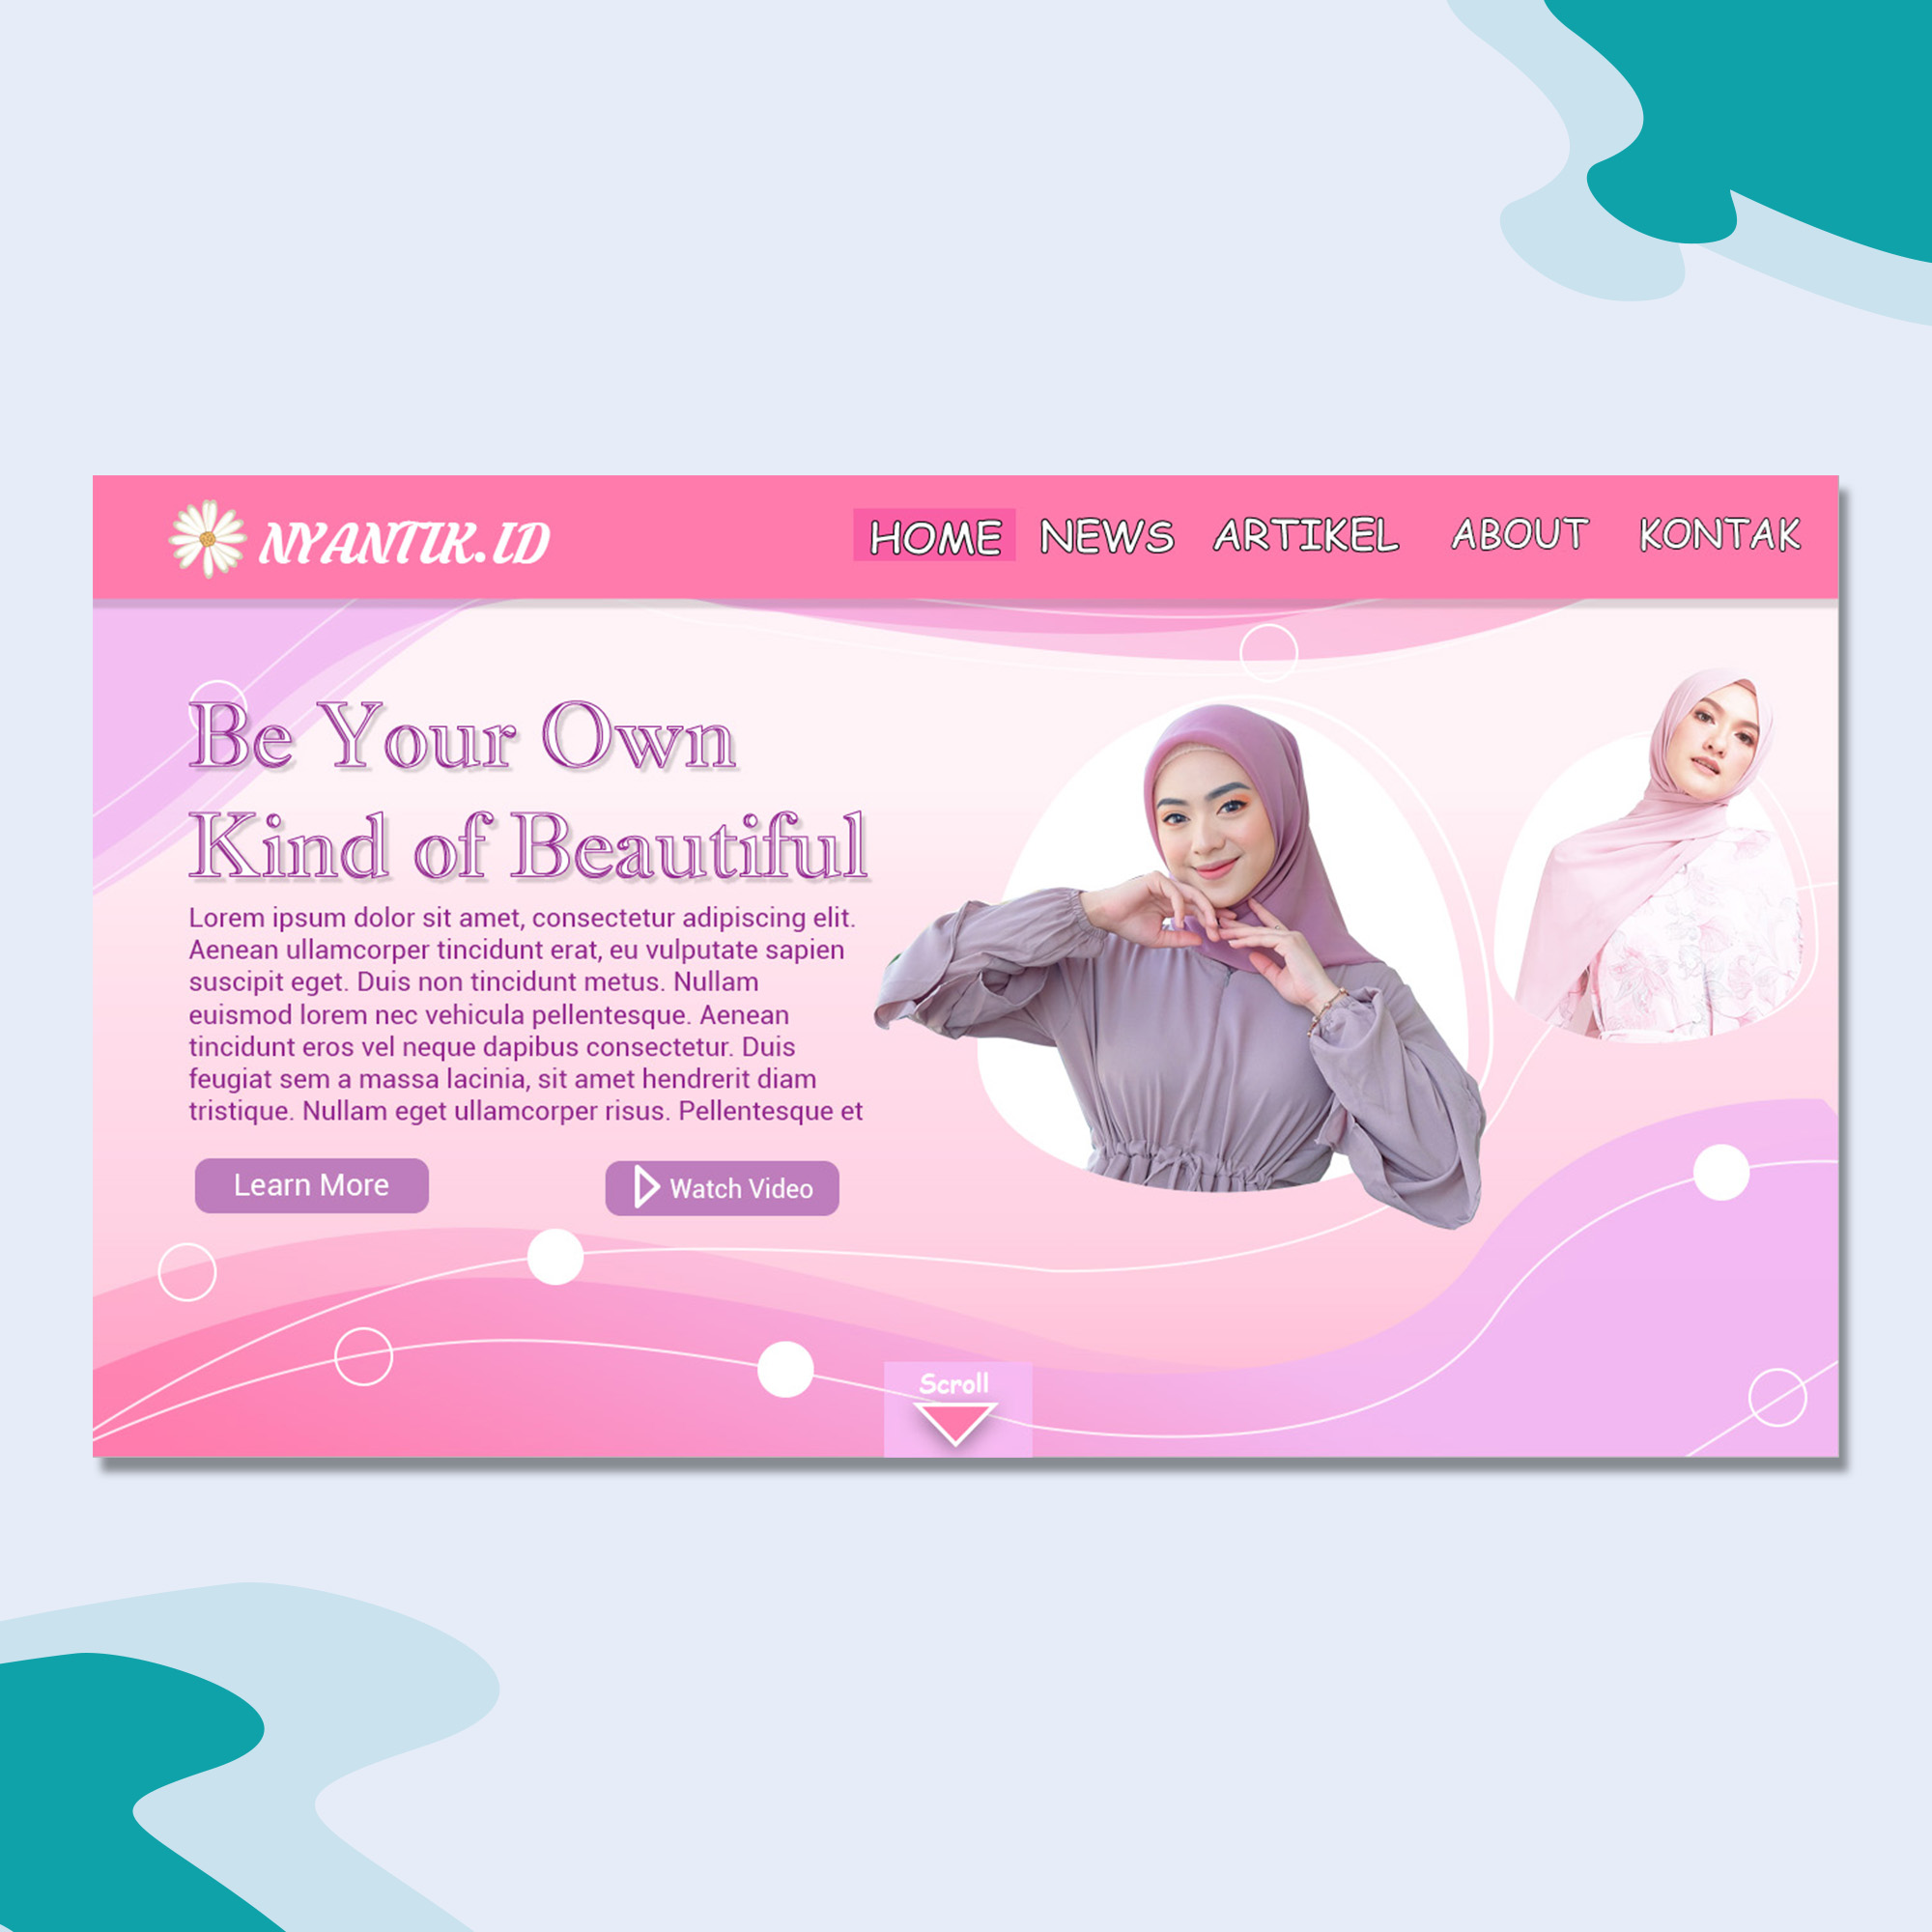 NYANTIK.ID
HOME NEWS ARTIKEL ABOUT KONTAK
Be Your Own
Kind of Beautiful
Lorem ipsum dolor sit amet, consectetur adipiscing elit.
Aenean ullamcorper tincidunt erat, eu vulputate sapien
suscipit eget. Duis non tincidunt metus. Nullam
euismod lorem nec vehicula pellentesque. Aenean
tincidunt eros vel neque dapibus consectetur. Duis
feugiat sem a massa lacinia, sit amet hendrerit diam
tristique. Nullam eget ullamcorper risus. Pellentesque et
Learn More
Watch Video
Scroll